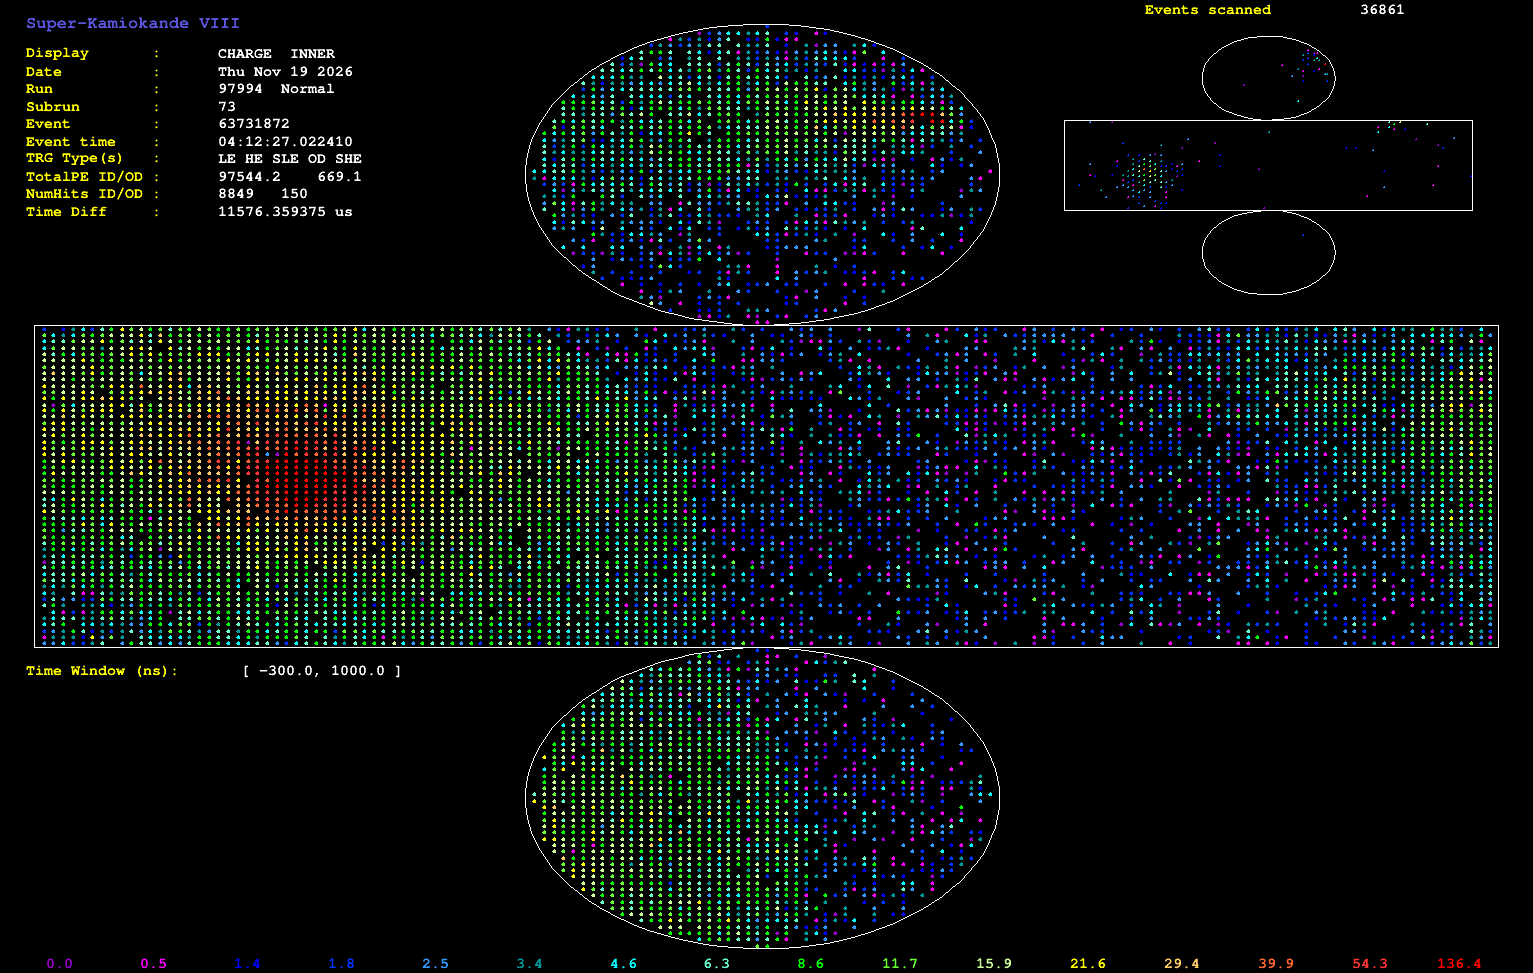 Super-Kamiokande VIII
Display : CHARGE INNER
Date : Thu Nov 19 2026
Run : 97994 Normal
Subrun : 73
Event : 63731872
Event time : 04:12:27.022410
TRG Type(s) : LE HE SLE OD SHE
TotalPE ID/OD : 97544.2 669.1
NumHits ID/OD : 8849 150
Time Diff : 11576.359375 us
Events scanned 36861
Time Window (ns): [ -300.0, 1000.0 ]
0.0 0.5 1.4 1.8 2.5 3.4 4.6 6.3 8.6 11.7 15.9 21.6 29.4 39.9 54.3 136.4